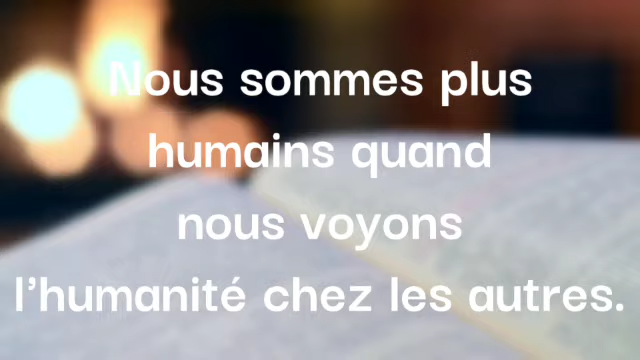 Nous sommes plus
humains quand
nous voyons
l’humanité chez les autres.